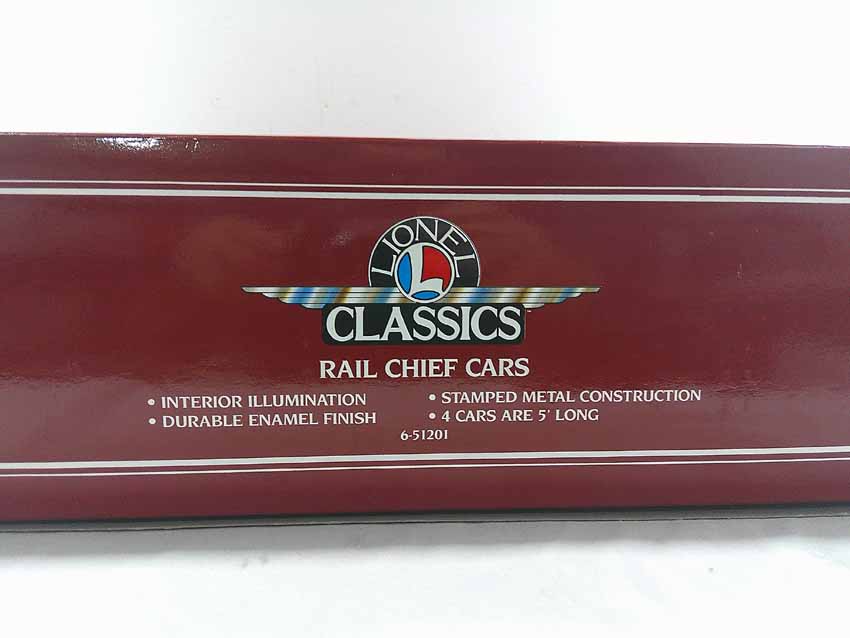 LIONEL
L
CLASSICS
RAIL CHIEF CARS
• INTERIOR ILLUMINATION • STAMPED METAL CONSTRUCTION
• DURABLE ENAMEL FINISH • 4 CARS ARE 5' LONG
6-51201